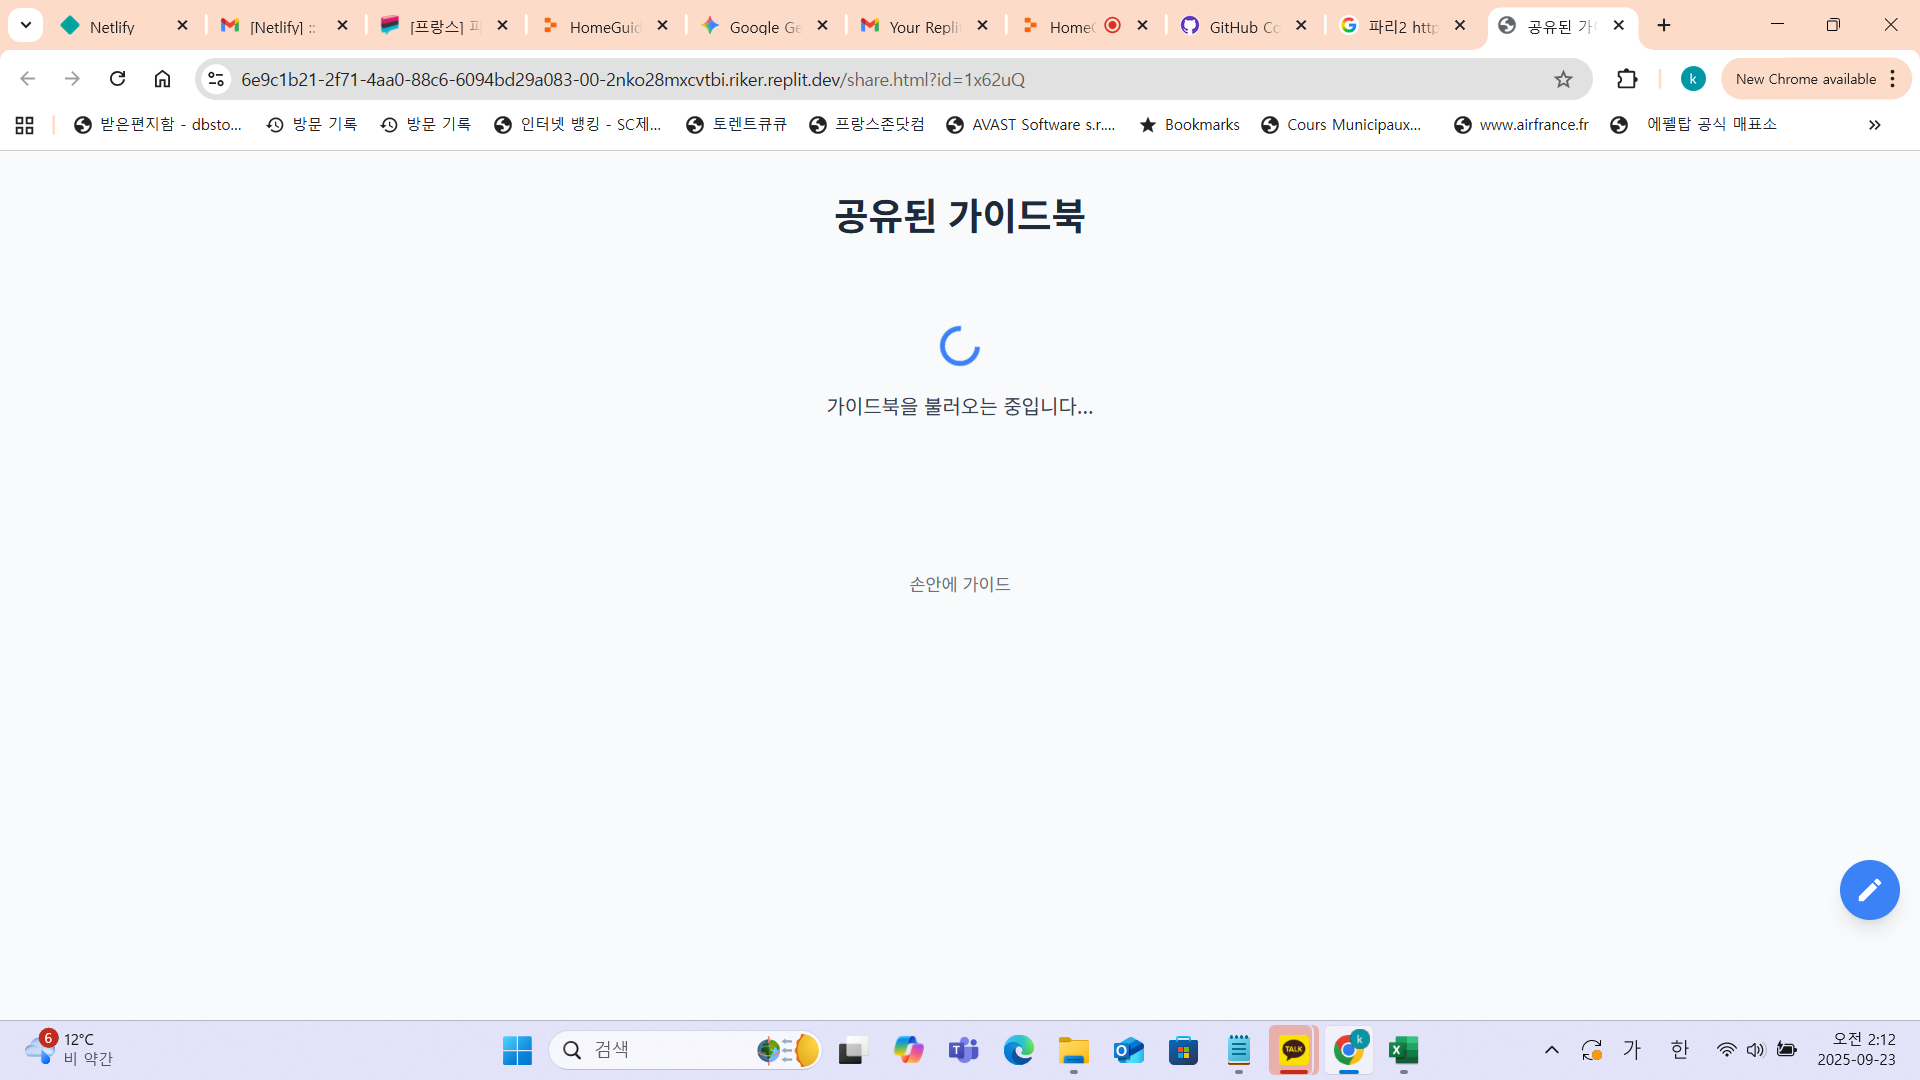 Netlify
[Netlify] ::
[프랑스] 파
HomeGuid
Google Ge
Your Repli
HomeG
GitHub Co
파리2 http
공유된 가이
6e9c1b21-2f71-4aa0-88c6-6094bd29a083-00-2nko28mxcvtbi.riker.replit.dev/share.html?id=1x62uQ
k
New Chrome available
받은편지함 - dbsto...
방문 기록
방문 기록
인터넷 뱅킹 - SC제...
토렌트큐큐
프랑스존닷컴
AVAST Software s.r....
Bookmarks
Cours Municipaux...
www.airfrance.fr
에펠탑 공식 매표소
공유된 가이드북
가이드북을 불러오는 중입니다...
손안에 가이드
6
12°C
비 약간
검색
TALK
k
가
한
오전 2:12
2025-09-23